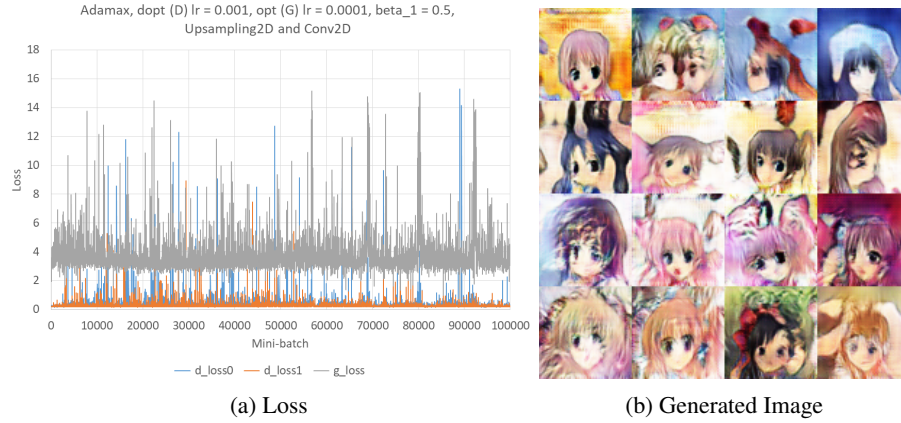 Adamax, dopt (D) lr = 0.001, opt (G) lr = 0.0001, beta_1 = 0.5,
Upsampling2D and Conv2D
18
16
14
12
10
8
6
4
2
0
Loss
0 10000 20000 30000 40000 50000 60000 70000 80000 90000 100000
Mini-batch
d_loss0 d_loss1 g_loss
(a) Loss
(b) Generated Image